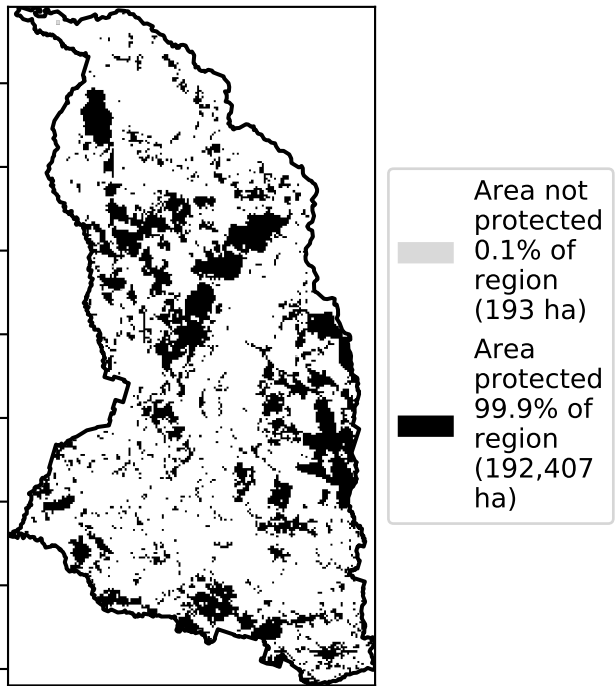 Area not
protected
0.1% of
region
(193 ha)
Area
protected
99.9% of
region
(192,407
ha)